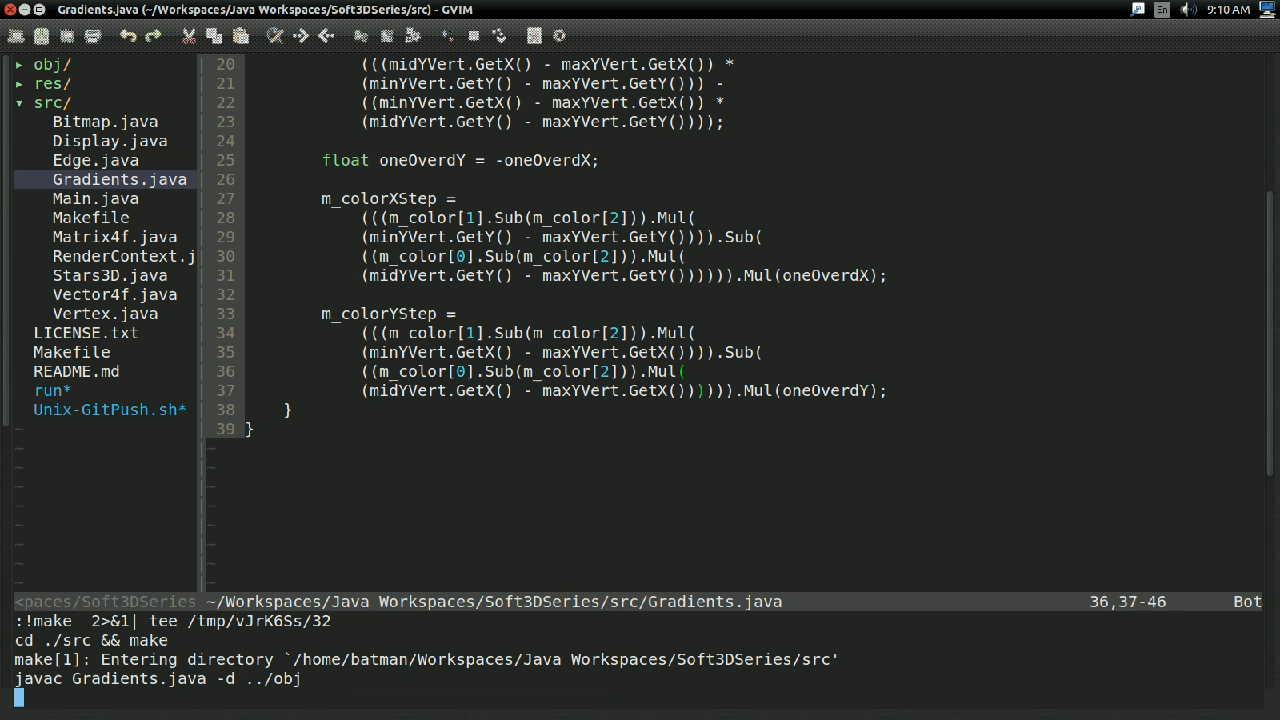 Gradients.java (~/Workspaces/Java Workspaces/Soft3DSeries/src) - GVIM
En
9:10 AM
▸ obj/
▸ res/
▾ src/
Bitmap.java
Display.java
Edge.java
Gradients.java
Main.java
Makefile
Matrix4f.java
RenderContext.j
Stars3D.java
Vector4f.java
Vertex.java
LICENSE.txt
Makefile
README.md
run*
Unix-GitPush.sh*
20 (((midYVert.GetX() - maxYVert.GetX()) *
21 (minYVert.GetY() - maxYVert.GetY())) -
22 ((minYVert.GetX() - maxYVert.GetX()) *
23 (midYVert.GetY() - maxYVert.GetY())));
24
25 float oneOverdY = -oneOverdX;
26
27 m_colorXStep =
28 (((m_color[1].Sub(m_color[2])).Mul(
29 (minYVert.GetY() - maxYVert.GetY()))).Sub(
30 ((m_color[0].Sub(m_color[2])).Mul(
31 (midYVert.GetY() - maxYVert.GetY()))))).Mul(oneOverdX);
32
33 m_colorYStep =
34 (((m_color[1].Sub(m_color[2])).Mul(
35 (minYVert.GetX() - maxYVert.GetX()))).Sub(
36 ((m_color[0].Sub(m_color[2])).Mul(
37 (midYVert.GetX() - maxYVert.GetX()))))).Mul(oneOverdY);
38 }
39 }
<paces/Soft3DSeries ~/Workspaces/Java Workspaces/Soft3DSeries/src/Gradients.java 36,37-46 Bot
:!make 2>&1| tee /tmp/vJrK6Ss/32
cd ./src && make
make[1]: Entering directory `/home/batman/Workspaces/Java Workspaces/Soft3DSeries/src'
javac Gradients.java -d ../obj